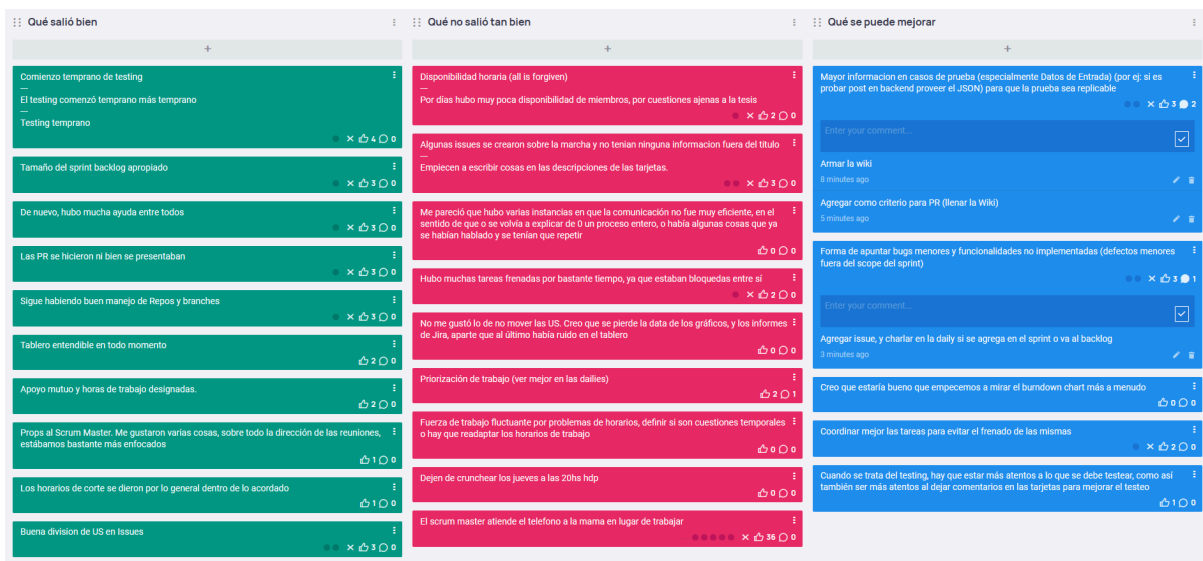 Qué salió bien
+
Comienzo temprano de testing
—
El testing comenzó temprano más temprano
—
Testing temprano
4 0
Tamaño del sprint backlog apropiado
3 0
De nuevo, hubo mucha ayuda entre todos
3 0
Las PR se hicieron ni bien se presentaban
3 0
Sigue habiendo buen manejo de Repos y branches
3 0
Tablero entendible en todo momento
2 0
Apoyo mutuo y horas de trabajo designadas.
2 0
Props al Scrum Master. Me gustaron varias cosas, sobre todo la dirección de las reuniones,
estábamos bastante más enfocados
1 0
Los horarios de corte se dieron por lo general dentro de lo acordado
1 0
Buena division de US en Issues
3 0
Qué no salió tan bien
+
Disponibilidad horaria (all is forgiven)
—
Por días hubo muy poca disponibilidad de miembros, por cuestiones ajenas a la tesis
2 0
Algunas issues se crearon sobre la marcha y no tenian ninguna informacion fuera del titulo
—
Empiecen a escribir cosas en las descripciones de las tarjetas.
3 0
Me pareció que hubo varias instancias en que la comunicación no fue muy eficiente, en el
sentido de que o se volvía a explicar de 0 un proceso entero, o había algunas cosas que ya
se habían hablado y se tenían que repetir
0 0
Hubo muchas tareas frenadas por bastante tiempo, ya que estaban bloquedas entre sí
2 0
No me gustó lo de no mover las US. Creo que se pierde la data de los gráficos, y los informes
de Jira, aparte que al último había ruido en el tablero
0 0
Priorización de trabajo (ver mejor en las dailies)
2 1
Fuerza de trabajo fluctuante por problemas de horarios, definir si son cuestiones temporales
o hay que readaptar los horarios de trabajo
0 0
Dejen de crunchear los jueves a las 20hs hdp
0 0
El scrum master atiende el telefono a la mama en lugar de trabajar
36 0
Qué se puede mejorar
+
Mayor informacion en casos de prueba (especialmente Datos de Entrada) (por ej: si es
probar post en backend proveer el JSON) para que la prueba sea replicable
3 2
Enter your comment...
Armar la wiki
8 minutes ago
Agregar como criterio para PR (llenar la Wiki)
5 minutes ago
Forma de apuntar bugs menores y funcionalidades no implementadas (defectos menores
fuera del scope del sprint)
3 1
Enter your comment...
Agregar issue, y charlar en la daily si se agrega en el sprint o va al backlog
3 minutes ago
Creo que estaría bueno que empecemos a mirar el burndown chart más a menudo
0 0
Coordinar mejor las tareas para evitar el frenado de las mismas
2 0
Cuando se trata del testing, hay que estar más atentos a lo que se debe testear, como así
también ser más atentos al dejar comentarios en las tarjetas para mejorar el testeo
1 0